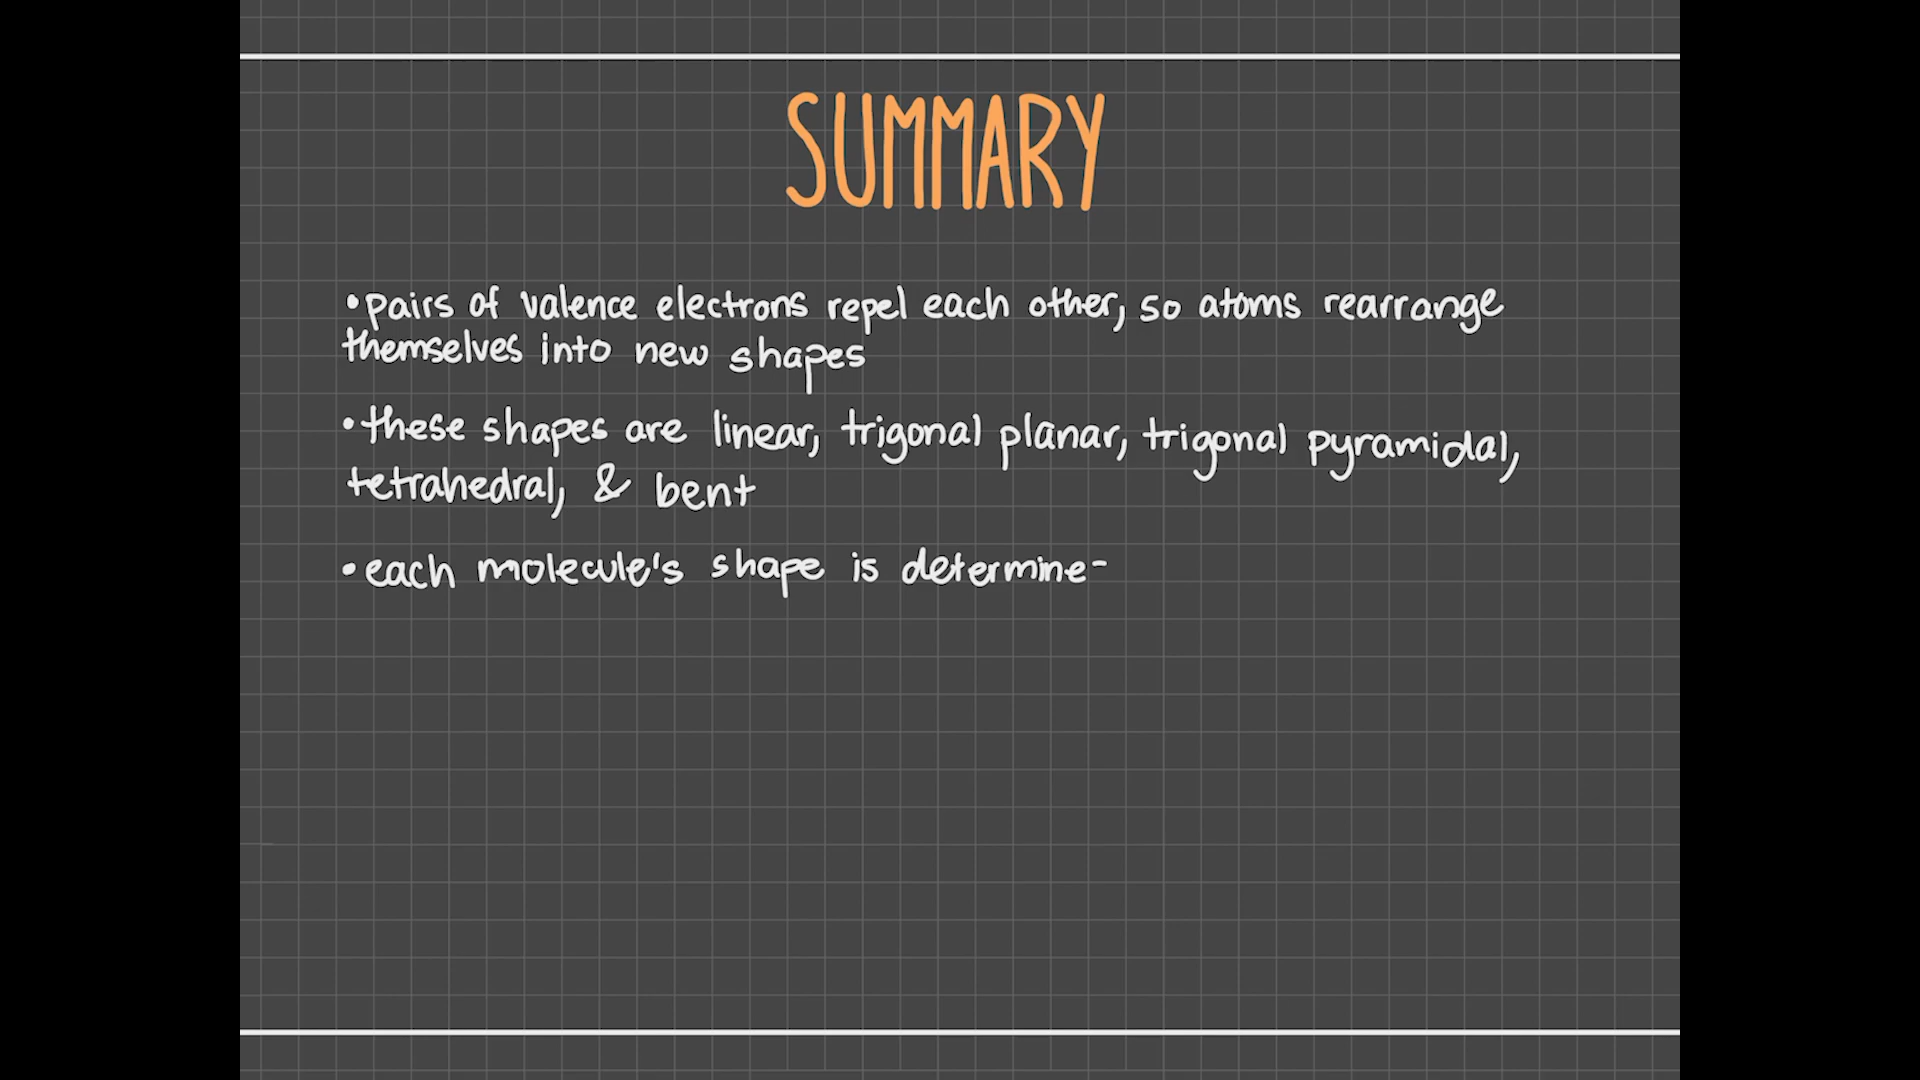 SUMMARY
•pairs of valence electrons repel each other, so atoms rearrange
themselves into new shapes
•these shapes are linear, trigonal planar, trigonal pyramidal,
tetrahedral, & bent
•each molecule's shape is determine-